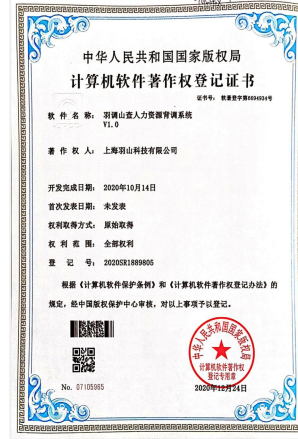 中华人民共和国国家版权局
计算机软件著作权登记证书
证书号： 软著登字第6694934号
软件名称： 羽调山查人力资源背调系统
V1.0
著作权人： 上海羽山科技有限公司
开发完成日期： 2020年10月14日
首次发表日期： 未发表
权利取得方式： 原始取得
权利范围： 全部权利
登记号： 2020SR1889805
根据《计算机软件保护条例》和《计算机软件著作权登记办法》的
规定，经中国版权保护中心审核，对以上事项予以登记。
中华人民共和国国家版权局
计算机软件著作权
登记专用章
No. 07105965
2020年12月24日